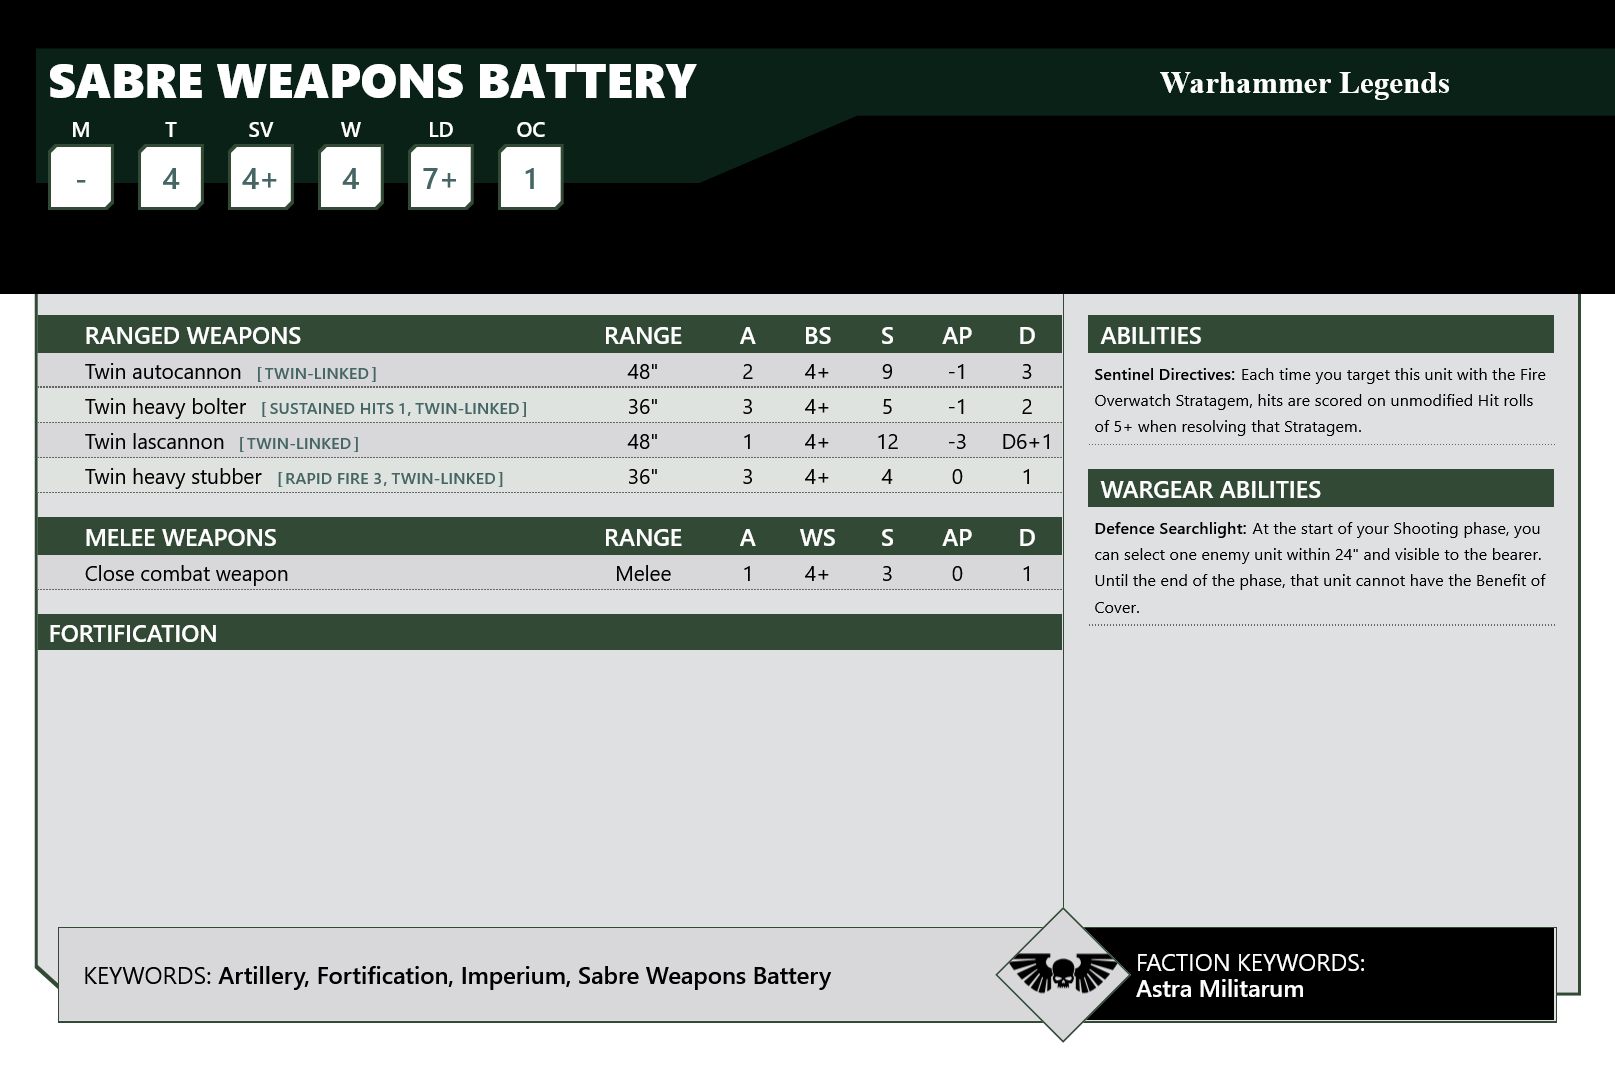 SABRE WEAPONS BATTERY
Warhammer Legends
M T SV W LD OC
- 4 4+ 4 7+ 1
RANGED WEAPONS RANGE A BS S AP D
Twin autocannon [TWIN-LINKED] 48" 2 4+ 9 -1 3
Twin heavy bolter [SUSTAINED HITS 1, TWIN-LINKED] 36" 3 4+ 5 -1 2
Twin lascannon [TWIN-LINKED] 48" 1 4+ 12 -3 D6+1
Twin heavy stubber [RAPID FIRE 3, TWIN-LINKED] 36" 3 4+ 4 0 1
MELEE WEAPONS RANGE A WS S AP D
Close combat weapon Melee 1 4+ 3 0 1
FORTIFICATION
ABILITIES
Sentinel Directives: Each time you target this unit with the Fire
Overwatch Stratagem, hits are scored on unmodified Hit rolls
of 5+ when resolving that Stratagem.
WARGEAR ABILITIES
Defence Searchlight: At the start of your Shooting phase, you
can select one enemy unit within 24" and visible to the bearer.
Until the end of the phase, that unit cannot have the Benefit of
Cover.
KEYWORDS: Artillery, Fortification, Imperium, Sabre Weapons Battery
FACTION KEYWORDS:
Astra Militarum